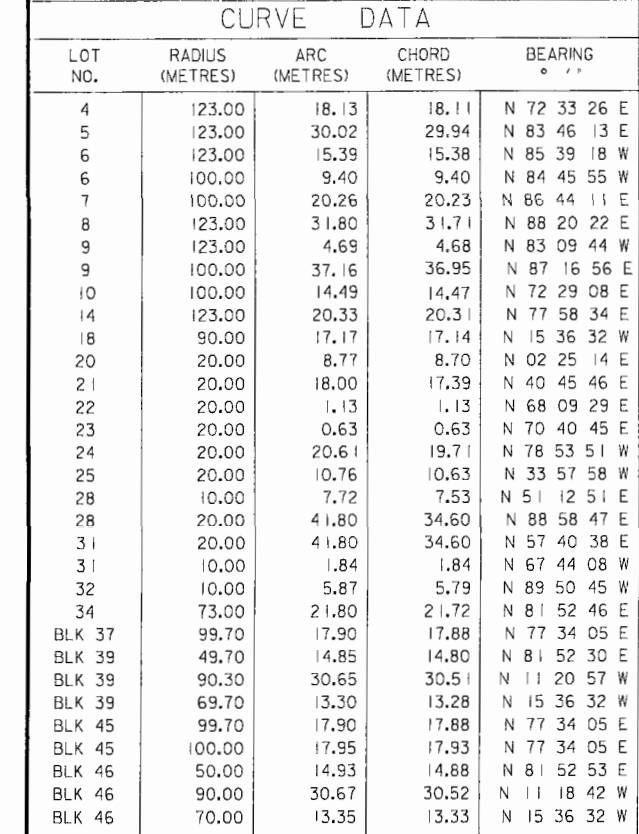 CURVE DATA
LOT NO. RADIUS (METRES) ARC (METRES) CHORD (METRES) BEARING ° ' "
4 123.00 18.13 18.11 N 72 33 26 E
5 123.00 30.02 29.94 N 83 46 13 E
6 123.00 15.39 15.38 N 85 39 18 W
6 100.00 9.40 9.40 N 84 45 55 W
7 100.00 20.26 20.23 N 86 44 11 E
8 123.00 31.80 31.71 N 88 20 22 E
9 123.00 4.69 4.68 N 83 09 44 W
9 100.00 37.16 36.95 N 87 16 56 E
10 100.00 14.49 14.47 N 72 29 08 E
14 123.00 20.33 20.31 N 77 58 34 E
18 90.00 17.17 17.14 N 15 36 32 W
20 20.00 8.77 8.70 N 02 25 14 E
21 20.00 18.00 17.39 N 40 45 46 E
22 20.00 1.13 1.13 N 68 09 29 E
23 20.00 0.63 0.63 N 70 40 45 E
24 20.00 20.61 19.71 N 78 53 51 W
25 20.00 10.76 10.63 N 33 57 58 W
28 10.00 7.72 7.53 N 51 12 51 E
28 20.00 41.80 34.60 N 88 58 47 E
31 20.00 41.80 34.60 N 57 40 38 E
31 10.00 1.84 1.84 N 67 44 08 W
32 10.00 5.87 5.79 N 89 50 45 W
34 73.00 21.80 21.72 N 81 52 46 E
BLK 37 99.70 17.90 17.88 N 77 34 05 E
BLK 39 49.70 14.85 14.80 N 81 52 30 E
BLK 39 90.30 30.65 30.51 N 11 20 57 W
BLK 39 69.70 13.30 13.28 N 15 36 32 W
BLK 45 99.70 17.90 17.88 N 77 34 05 E
BLK 45 100.00 17.95 17.93 N 77 34 05 E
BLK 46 50.00 14.93 14.88 N 81 52 53 E
BLK 46 90.00 30.67 30.52 N 11 18 42 W
BLK 46 70.00 13.35 13.33 N 15 36 32 W